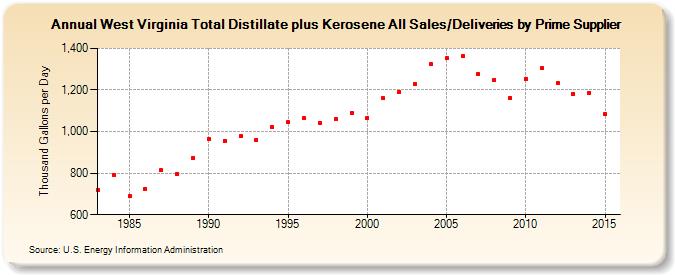 Annual West Virginia Total Distillate plus Kerosene All Sales/Deliveries by Prime Supplier
Thousand Gallons per Day
1,400
1,200
1,000
800
600
1985 1990 1995 2000 2005 2010 2015
Source: U.S. Energy Information Administration